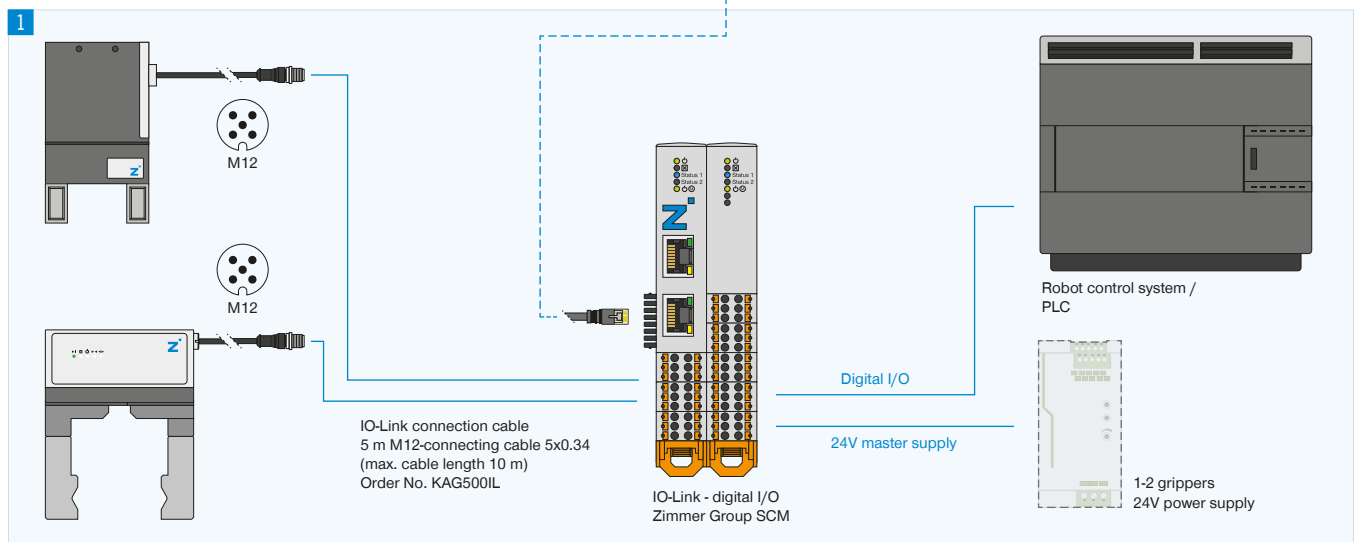 1
M12
M12
Z
Z
IO-Link connection cable
5 m M12-connecting cable 5x0.34
(max. cable length 10 m)
Order No. KAG500IL
Status 1
Status 2
Status 1
Status 2
Z
IO-Link - digital I/O
Zimmer Group SCM
Digital I/O
24V master supply
Robot control system /
PLC
1-2 grippers
24V power supply